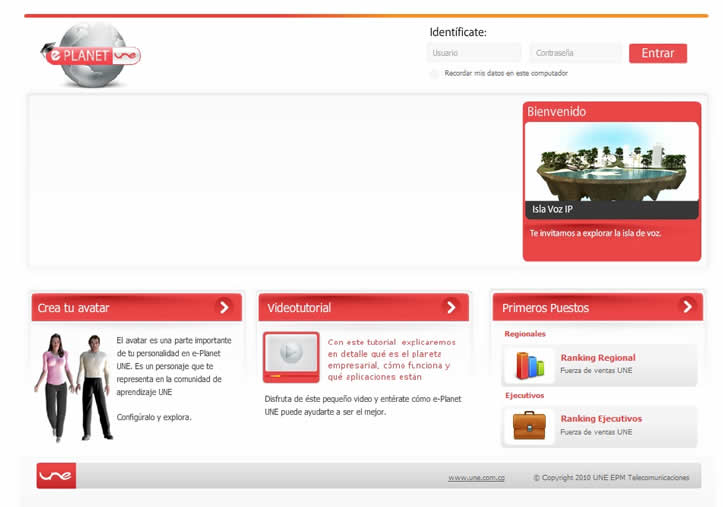 e PLANET une
Identifícate:
Usuario
Contraseña
Entrar
Recordar mis datos en este computador
Bienvenido
Isla Voz IP
Te invitamos a explorar la isla de voz.
Crea tu avatar
El avatar es una parte importante
de tu personalidad en e-Planet
UNE. Es un personaje que te
representa en la comunidad de
aprendizaje UNE
Configúralo y explora.
Videotutorial
Con este tutorial explicaremos
en detalle qué es el planeta
empresarial, cómo funciona y
qué aplicaciones están
Disfruta de éste pequeño video y entérate cómo e-Planet
UNE puede ayudarte a ser el mejor.
Primeros Puestos
Regionales
Ranking Regional
Fuerza de ventas UNE
Ejecutivos
Ranking Ejecutivos
Fuerza de ventas UNE
une
www.une.com.co
© Copyright 2010 UNE EPM Telecomunicaciones